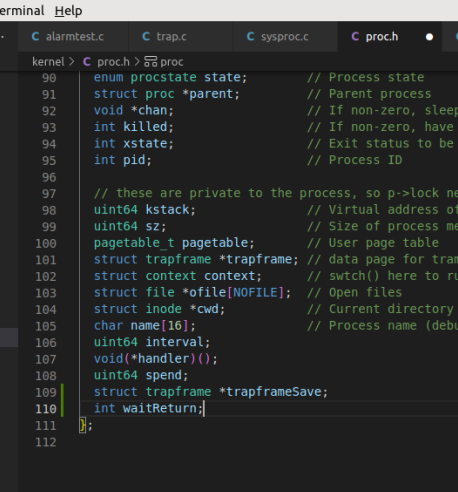 erminal Help
C alarmtest.c C trap.c C sysproc.c C proc.h ●
kernel > C proc.h > proc
90 enum procstate state; // Process state
91 struct proc *parent; // Parent process
92 void *chan; // If non-zero, sleep
93 int killed; // If non-zero, have
94 int xstate; // Exit status to be
95 int pid; // Process ID
96
97 // these are private to the process, so p->lock ne
98 uint64 kstack; // Virtual address of
99 uint64 sz; // Size of process me
100 pagetable_t pagetable; // User page table
101 struct trapframe *trapframe; // data page for tram
102 struct context context; // swtch() here to ru
103 struct file *ofile[NOFILE]; // Open files
104 struct inode *cwd; // Current directory
105 char name[16]; // Process name (debu
106 uint64 interval;
107 void(*handler)();
108 uint64 spend;
109 struct trapframe *trapframeSave;
110 int waitReturn;
111 };
112